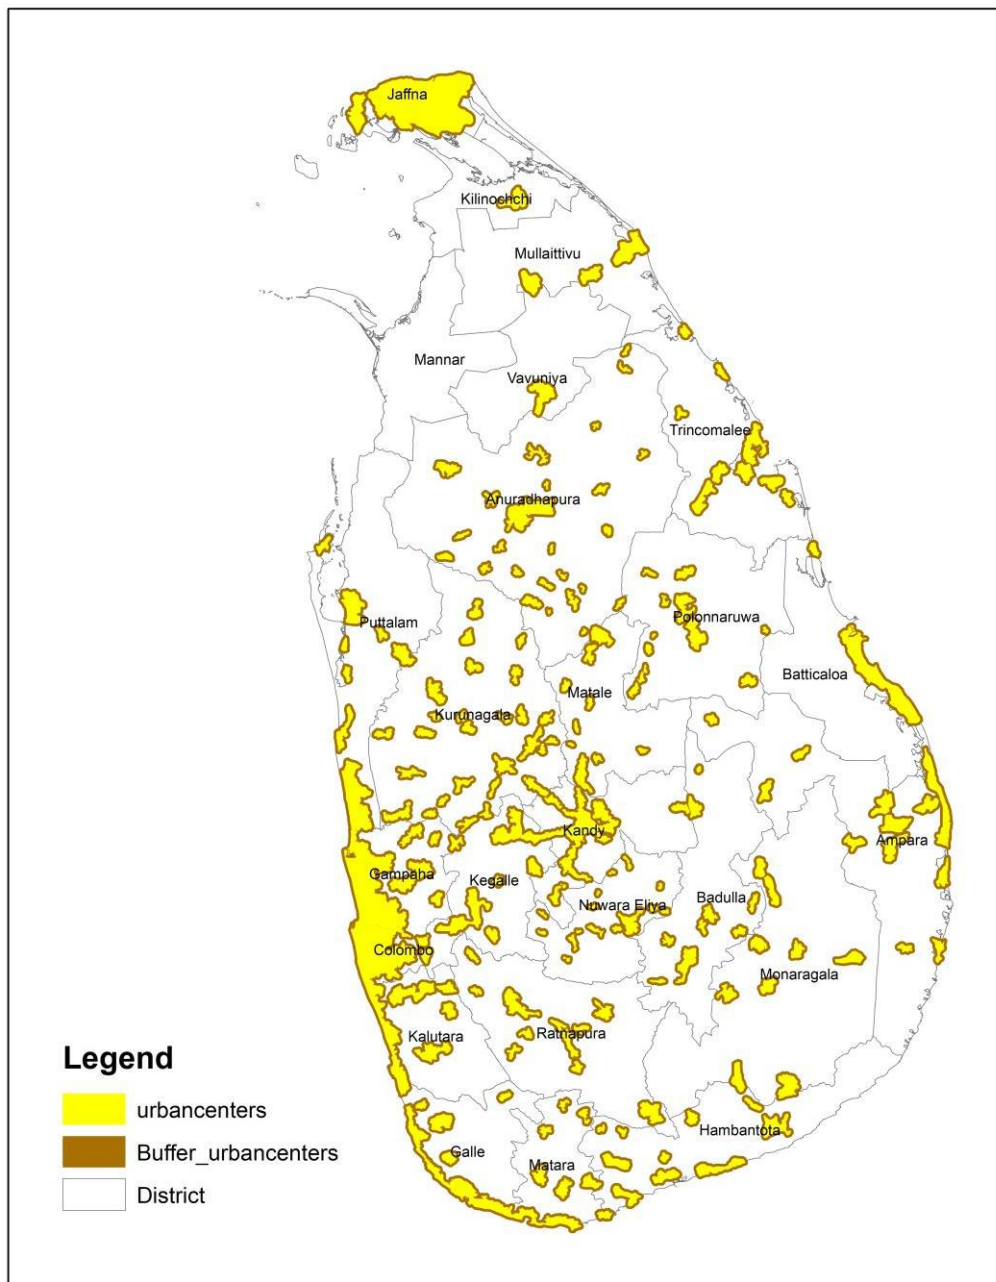 Jaffna
Kilinochchi
Mullaittivu
Mannar
Vavuniya
Trincomalee
Anuradhapura
Puttalam
Polonnaruwa
Batticaloa
Matale
Kurunagala
Kandy
Ampara
Gampaha
Kegalle
Badulla
Nuwara Eliya
Colombo
Monaragala
Kalutara
Ratnapura
Hambantota
Galle
Matara
Legend
urbancenters
Buffer_urbancenters
District